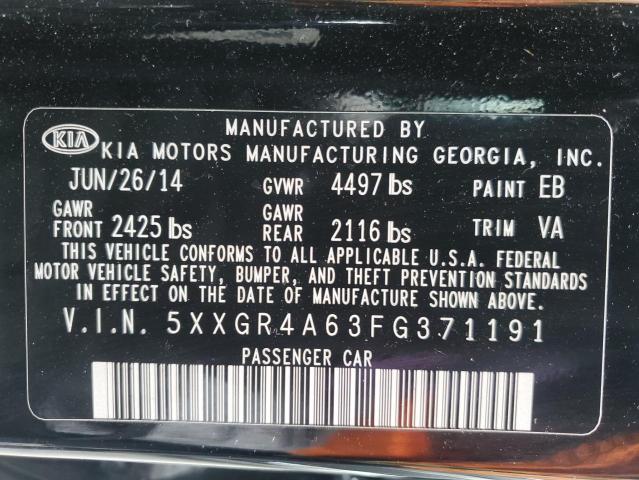 MANUFACTURED BY
KIA KIA MOTORS MANUFACTURING GEORGIA, INC.
JUN/26/14 GVWR 4497 lbs PAINT EB
GAWR FRONT 2425 lbs GAWR REAR 2116 lbs TRIM VA
THIS VEHICLE CONFORMS TO ALL APPLICABLE U.S.A. FEDERAL
MOTOR VEHICLE SAFETY, BUMPER, AND THEFT PREVENTION STANDARDS
IN EFFECT ON THE DATE OF MANUFACTURE SHOWN ABOVE.
V.I.N. 5XXGR4A63FG371191
PASSENGER CAR